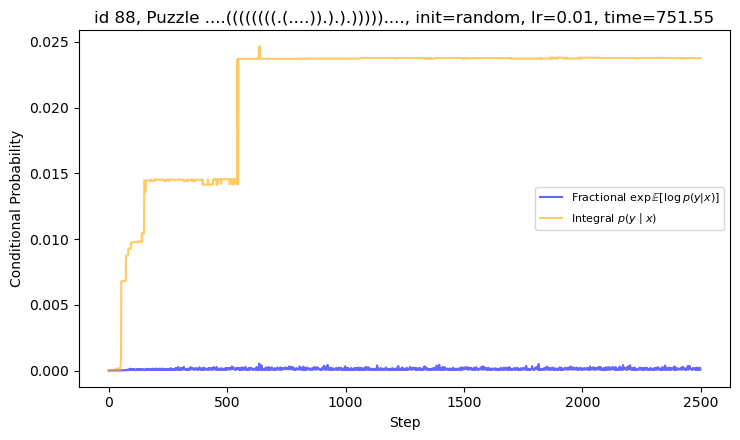 id 88, Puzzle ....((((((((.(....)).).).)))))...., init=random, lr=0.01, time=751.55
0.025
0.020
0.015
0.010
0.005
0.000
Conditional Probability
Fractional exp𝔼[log p(y|x)]
Integral p(y | x)
0
500
1000
1500
2000
2500
Step